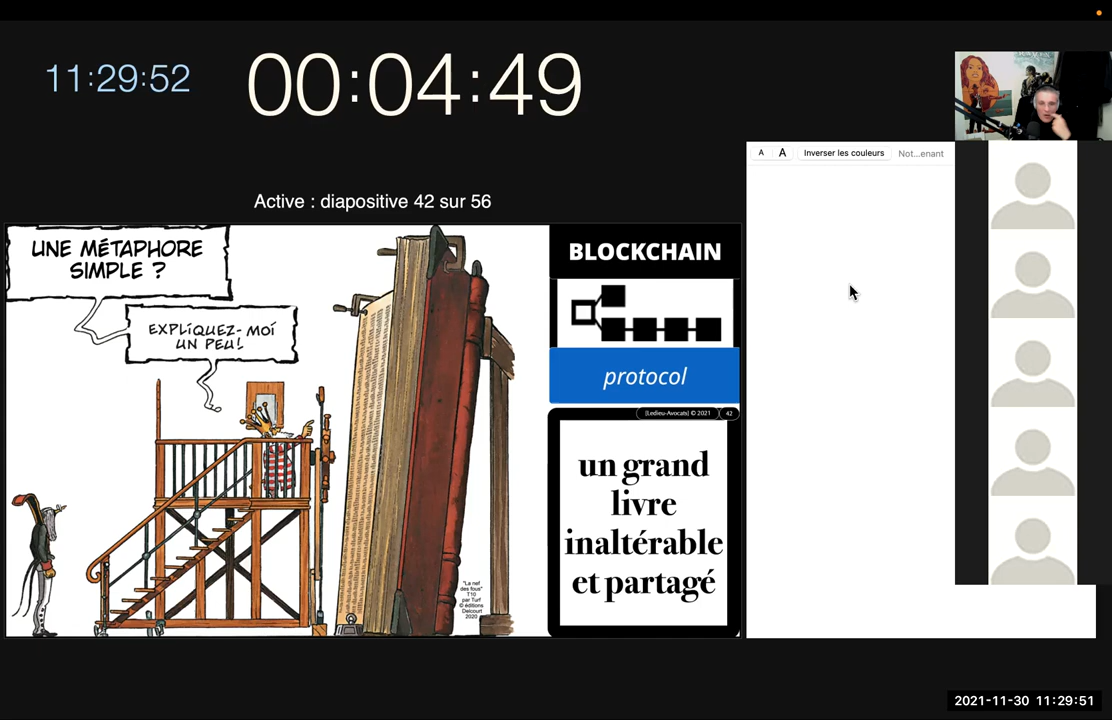 11:29:52
00:04:49
A A Inverser les couleurs Not...enant
Active : diapositive 42 sur 56
UNE MÉTAPHORE
SIMPLE ?
EXPLIQUEZ-MOI
UN PEU!
BLOCKCHAIN
protocol
[Ledieu-Avocats] © 2021 42
un grand
livre
inaltérable
et partagé
"La nef
des fous"
T10
par Turf
© éditions
Delcourt
2020
2021-11-30 11:29:51